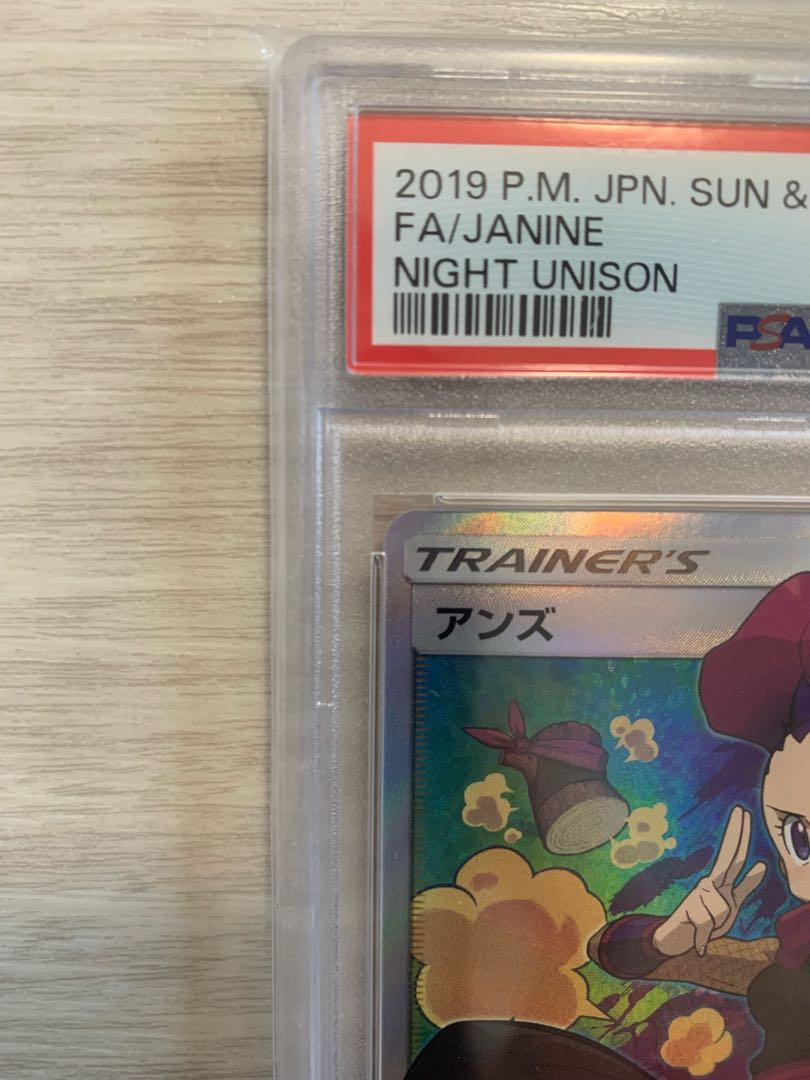 2019 P.M. JPN. SUN &
FA/JANINE
NIGHT UNISON
PSA
TRAINER'S
アンズ